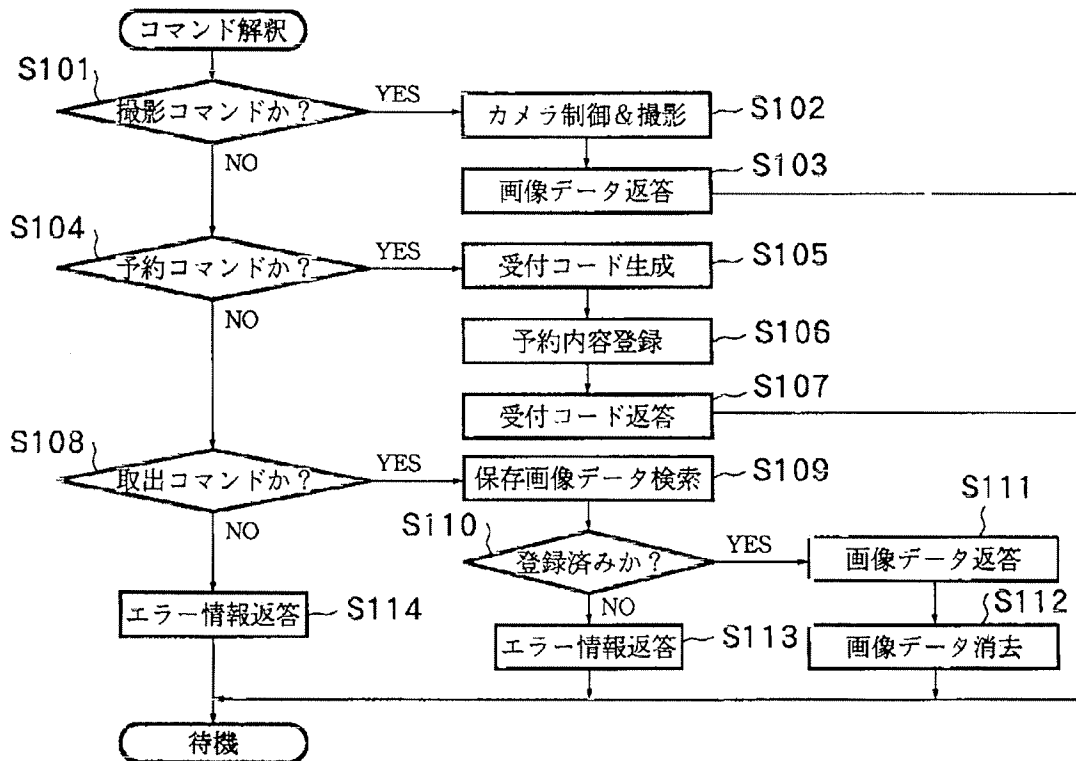 コマンド解釈
S101
撮影コマンドか？
YES
カメラ制御＆撮影
S102
NO
画像データ返答
S103
S104
予約コマンドか？
YES
受付コード生成
S105
NO
予約内容登録
S106
受付コード返答
S107
S108
取出コマンドか？
YES
保存画像データ検索
S109
NO
S110
登録済みか？
YES
画像データ返答
S111
NO
エラー情報返答
S114
エラー情報返答
S113
画像データ消去
S112
待機